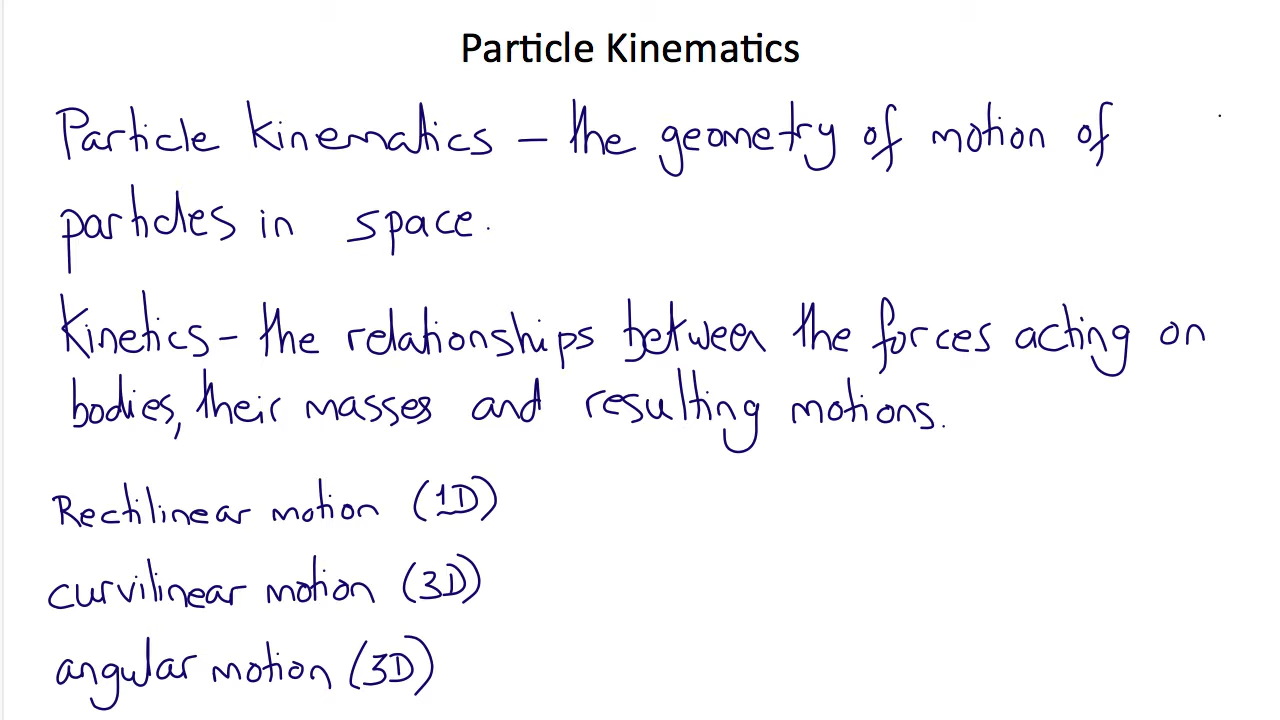 Particle Kinematics
Particle kinematics – the geometry of motion of
particles in space.
Kinetics – the relationships between the forces acting on
bodies, their masses and resulting motions.
Rectilinear motion (1D)
curvilinear motion (3D)
angular motion (3D)